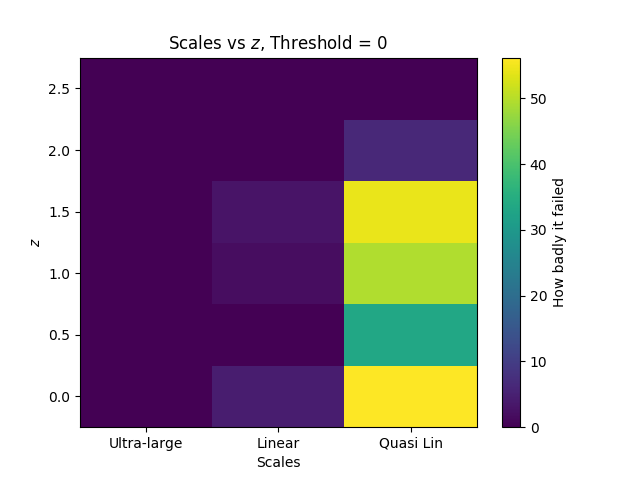 Scales vs z, Threshold = 0
2.5
2.0
1.5
1.0
0.5
0.0
z
Ultra-large
Linear
Quasi Lin
Scales
50
40
30
20
10
0
How badly it failed